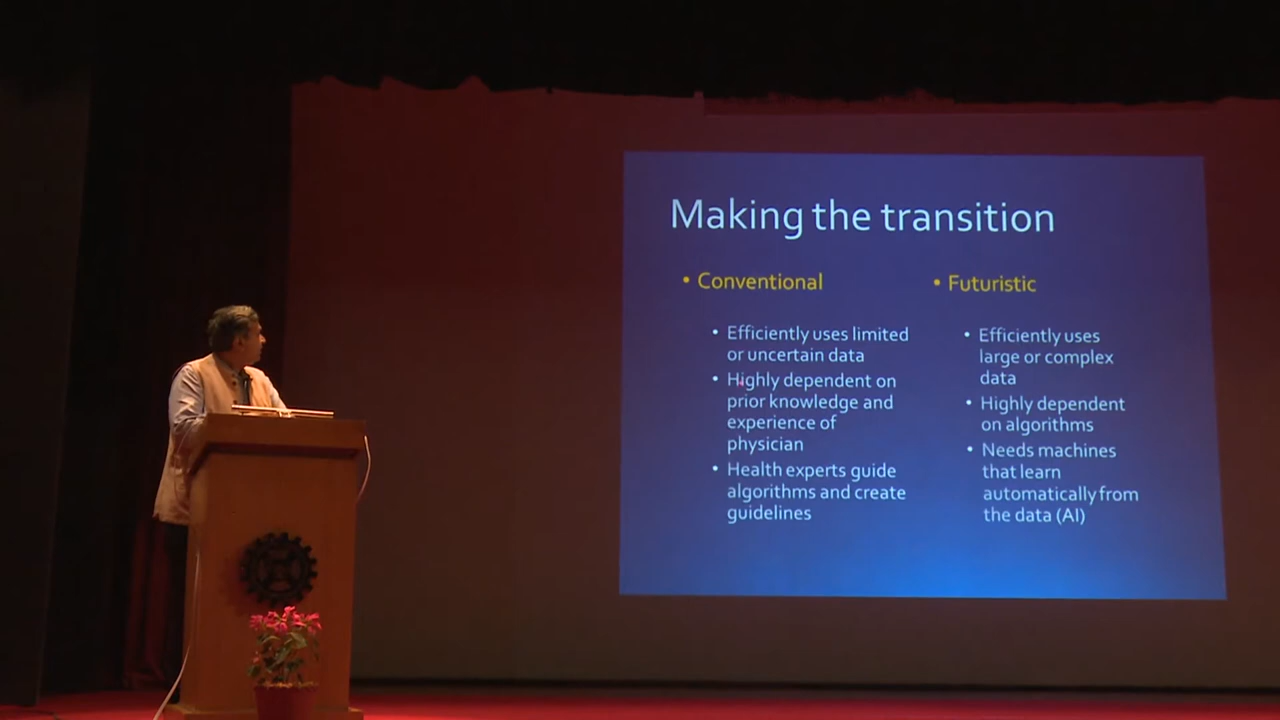 Making the transition
• Conventional
• Efficiently uses limited
or uncertain data
• Highly dependent on
prior knowledge and
experience of
physician
• Health experts guide
algorithms and create
guidelines
• Futuristic
• Efficiently uses
large or complex
data
• Highly dependent
on algorithms
• Needs machines
that learn
automatically from
the data (AI)